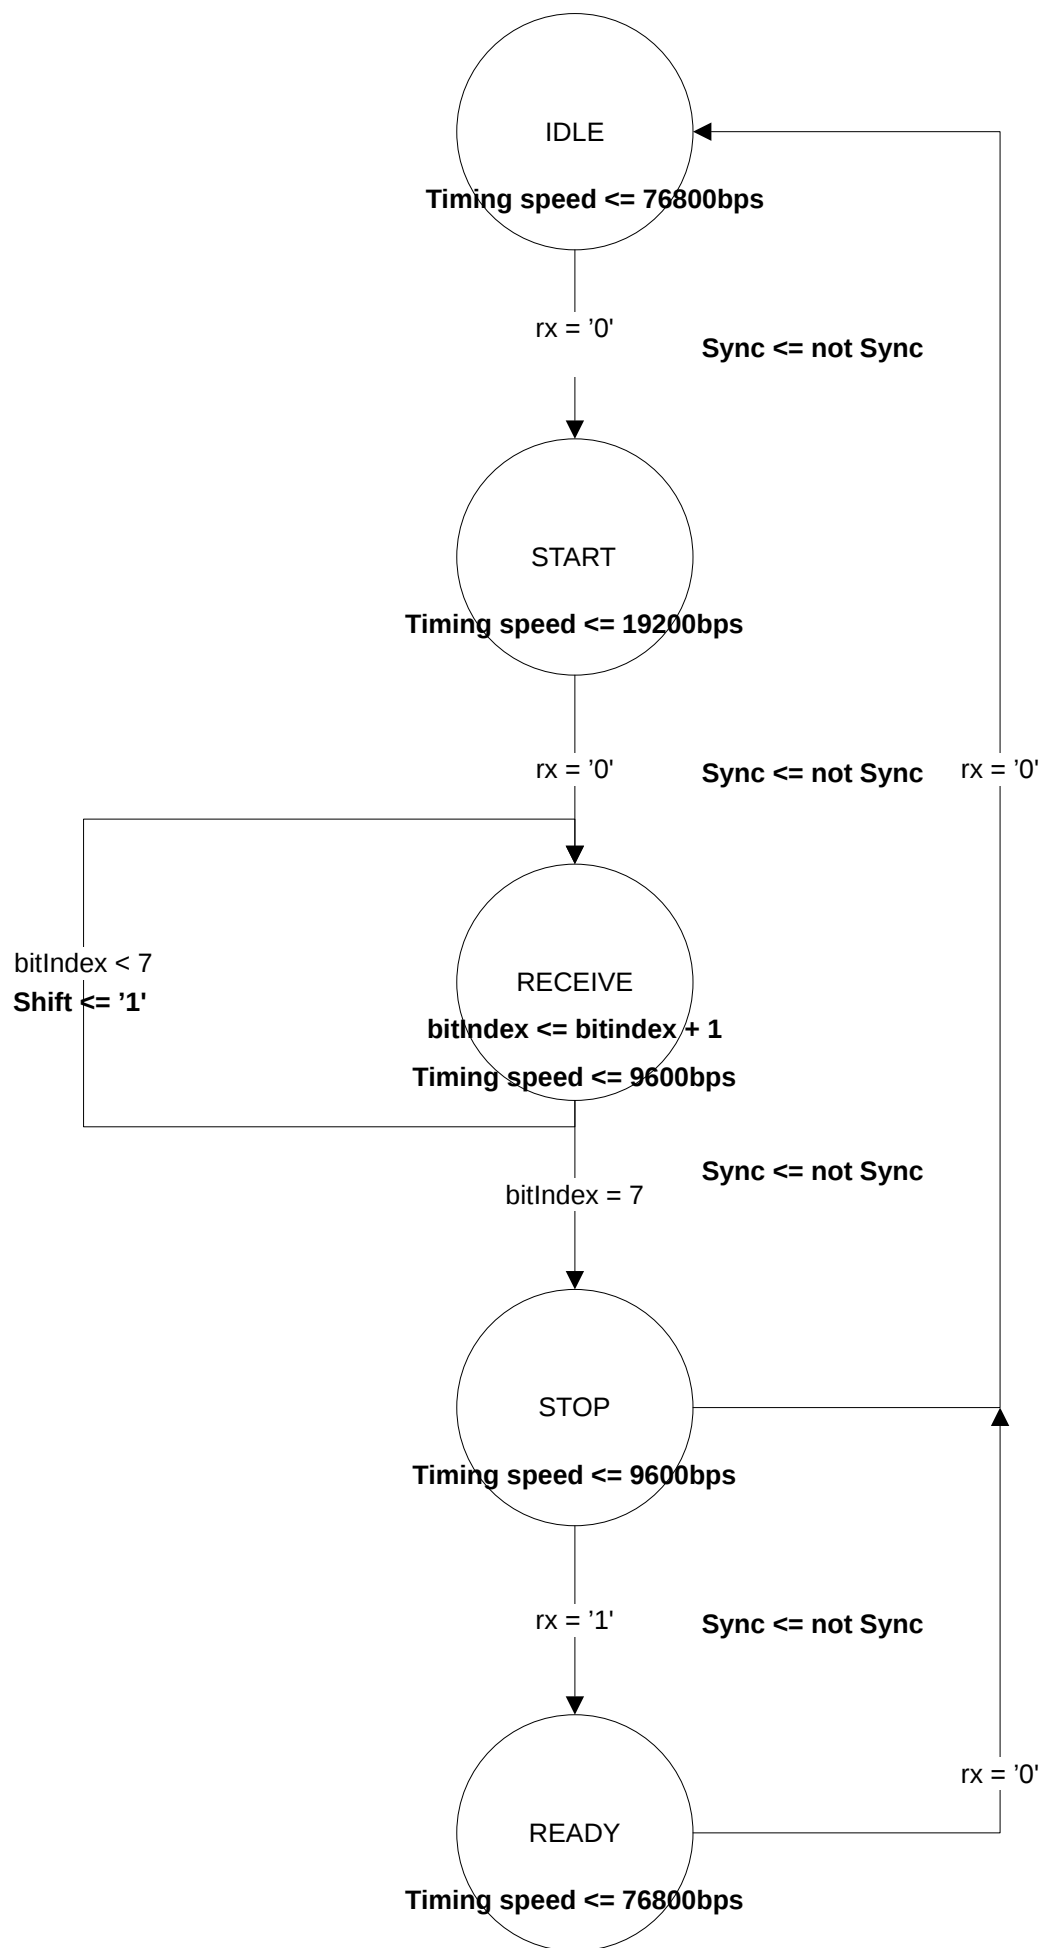 IDLE
Timing speed <= 76800bps
rx = ’0'
Sync <= not Sync
START
Timing speed <= 19200bps
rx = ’0'
Sync <= not Sync
rx = ’0'
bitIndex < 7
Shift <= ’1'
RECEIVE
bitIndex <= bitindex + 1
Timing speed <= 9600bps
Sync <= not Sync
bitIndex = 7
STOP
Timing speed <= 9600bps
rx = ’1'
Sync <= not Sync
rx = ’0'
READY
Timing speed <= 76800bps